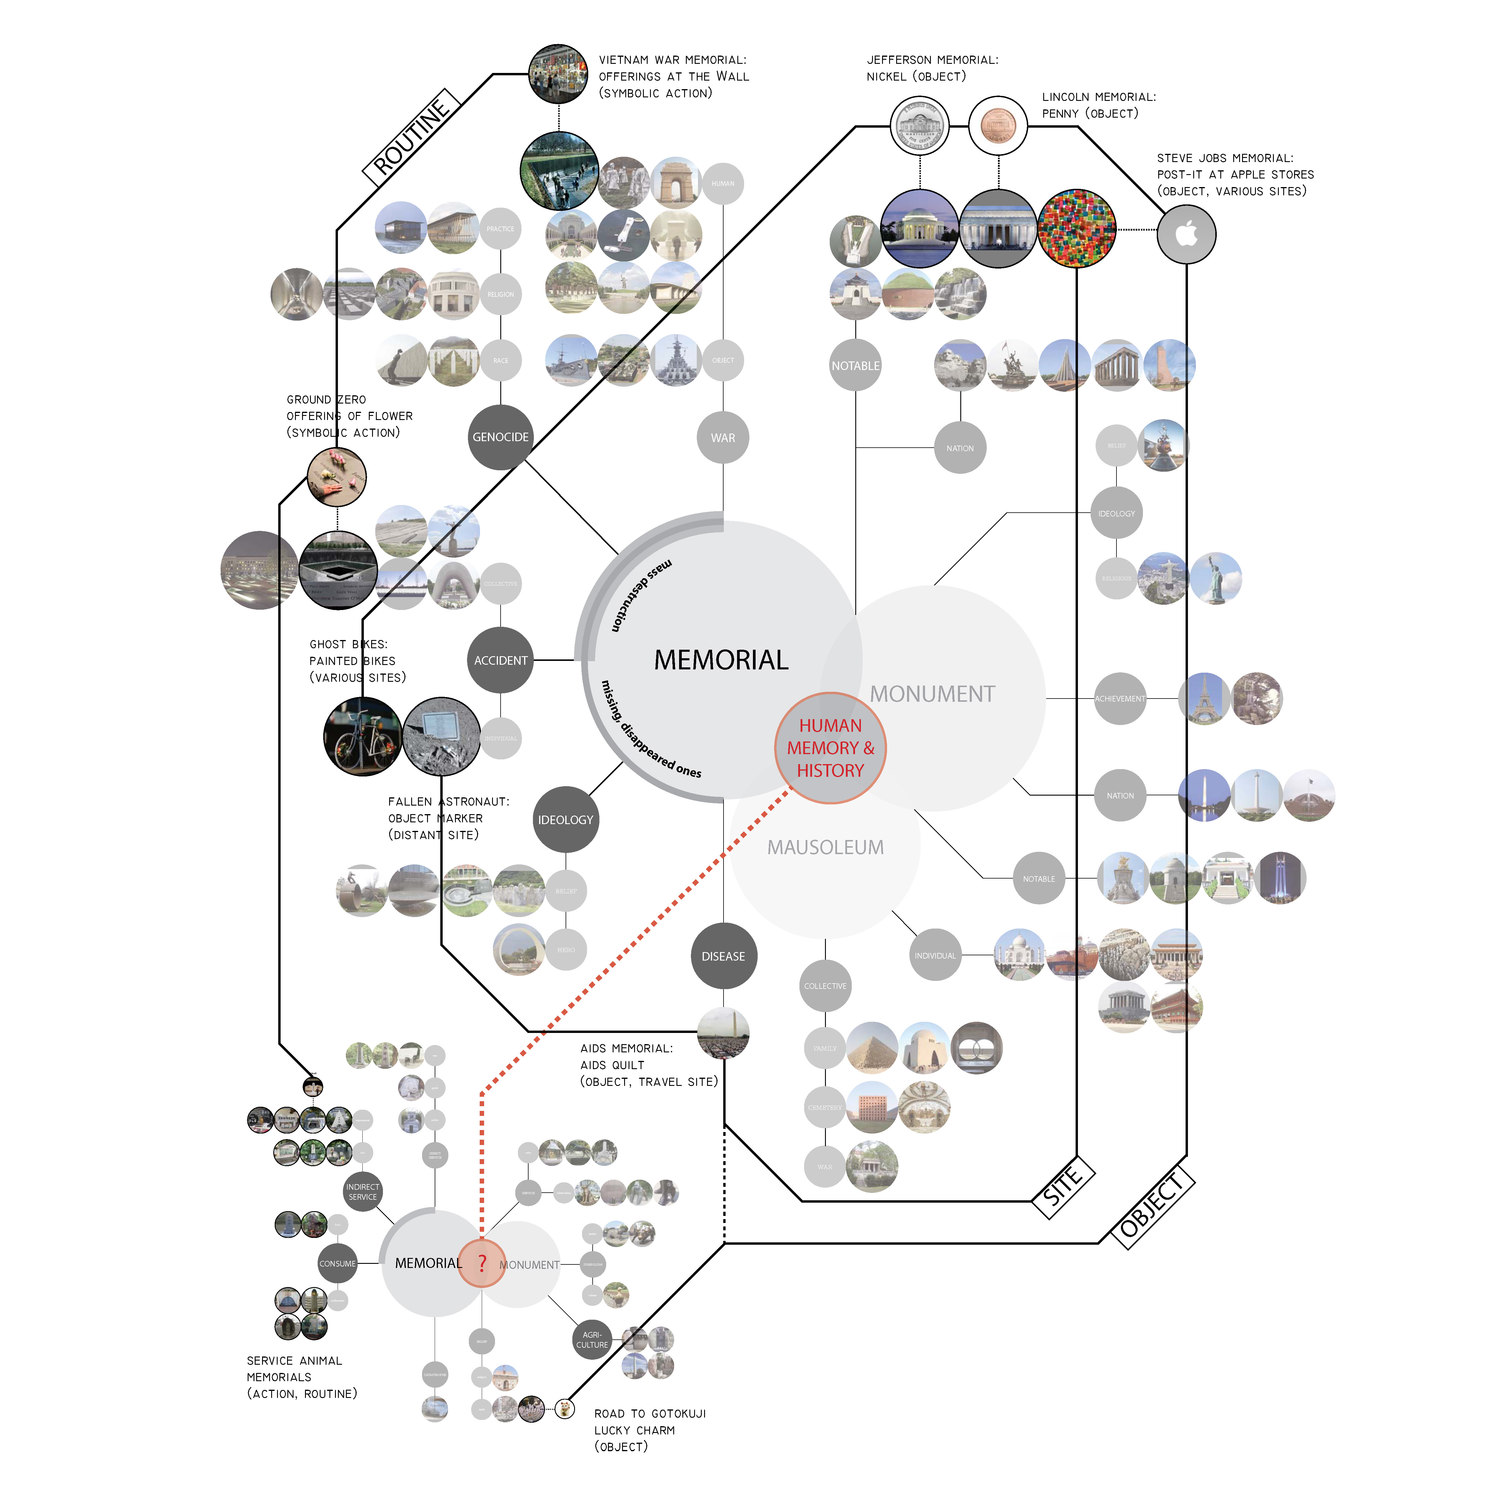 VIETNAM WAR MEMORIAL:
OFFERINGS AT THE WALL
(SYMBOLIC ACTION)
JEFFERSON MEMORIAL:
NICKEL (OBJECT)
LINCOLN MEMORIAL:
PENNY (OBJECT)
STEVE JOBS MEMORIAL:
POST-IT AT APPLE STORES
(OBJECT, VARIOUS SITES)
ROUTINE
HUMAN
PRACTICE
RELIGION
RACE
OBJECT
GENOCIDE
WAR
NOTABLE
NATION
BELIEF
IDEOLOGY
RELIGIOUS
GROUND ZERO
OFFERING OF FLOWER
(SYMBOLIC ACTION)
COLLECTIVE
ACCIDENT
INDIVIDUAL
mass destruction
missing, disappeared ones
MEMORIAL
MONUMENT
HUMAN
MEMORY &
HISTORY
MAUSOLEUM
ACHIEVEMENT
NATION
NOTABLE
INDIVIDUAL
GHOST BIKES:
PAINTED BIKES
(VARIOUS SITES)
FALLEN ASTRONAUT:
OBJECT MARKER
(DISTANT SITE)
IDEOLOGY
BELIEF
HERO
DISEASE
COLLECTIVE
FAMILY
CEMETERY
WAR
AIDS MEMORIAL:
AIDS QUILT
(OBJECT, TRAVEL SITE)
SITE
OBJECT
INDIRECT
SERVICE
CONSUME
MEMORIAL
?
MONUMENT
AGRI-
CULTURE
SERVICE ANIMAL
MEMORIALS
(ACTION, ROUTINE)
ROAD TO GOTOKUJI
LUCKY CHARM
(OBJECT)